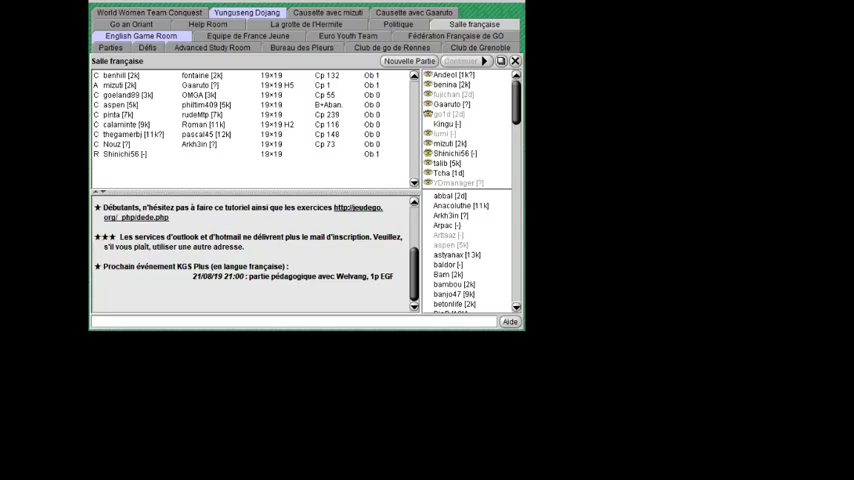 World Women Team Conquest Yunguseng Dojang Causette avec mizuti Causette avec Gaaruto
Go an Oriant Help Room La grotte de l'Hermite Politique Salle française
English Game Room Equipe de France Jeune Euro Youth Team Fédération Française de GO
Parties Défis Advanced Study Room Bureau des Pleurs Club de go de Rennes Club de Grenoble
Salle française Nouvelle Partie Continuer
C benhill [2k] fontaine [2k] 19×19 Cp 132 Ob 1
A mizuti [2k] Gaaruto [?] 19×19 H5 Cp 1 Ob 1
C goeland89 [3k] OMGA [3k] 19×19 Cp 55 Ob 0
C aspen [5k] philtim409 [5k] 19×19 B+Aban. Ob 0
C pinta [7k] rudeMtp [7k] 19×19 Cp 239 Ob 0
C calaminte [9k] Roman [11k] 19×19 H2 Cp 116 Ob 0
C thegamerbj [11k?] pascal45 [12k] 19×19 Cp 148 Ob 0
C Nouz [?] Arkh3in [?] 19×19 Cp 73 Ob 0
R Shinichi56 [-] 19×19 Ob 1
Andeol [1k?]
benina [2k]
fujichan [2d]
Gaaruto [?]
go1d [2d]
Kingu [-]
lumi [-]
mizuti [2k]
Shinichi56 [-]
talib [5k]
Tcha [1d]
YDmanager [?]
★ Débutants, n'hésitez pas à faire ce tutoriel ainsi que les exercices http://jeudego.
org/_php/dede.php
★★★ Les services d'outlook et d'hotmail ne délivrent plus le mail d'inscription. Veuillez,
s'il vous plaît, utiliser une autre adresse.
★ Prochain événement KGS Plus (en langue française) :
21/08/19 21:00 : partie pédagogique avec Welvang, 1p EGF
abbal [2d]
Anacoluthe [11k]
Arkh3in [?]
Arpac [-]
Arttaaz [-]
aspen [5k]
astyanax [13k]
baldor [-]
Bam [2k]
bambou [2k]
banjo47 [9k]
betonlife [2k]
Aide